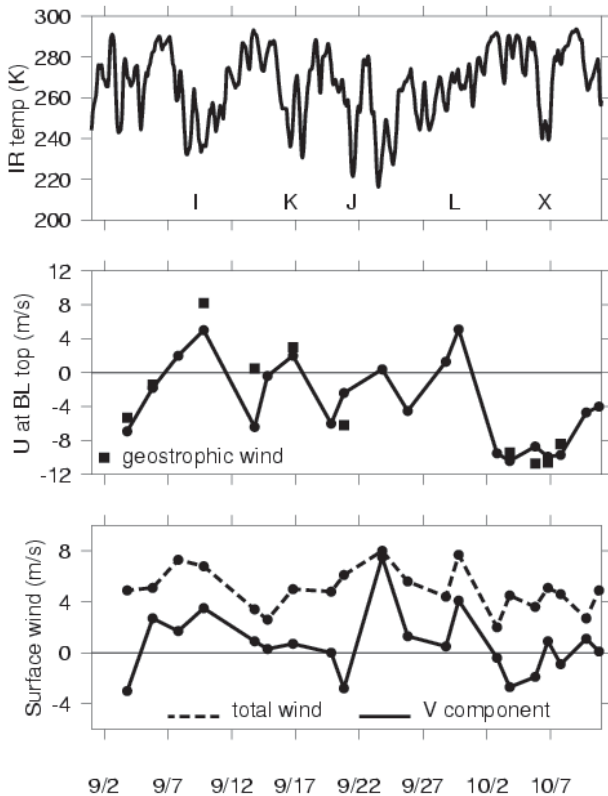 300
280
260
240
220
200
IR temp (K)
I K J L X
12
8
4
0
-4
-8
-12
U at BL top (m/s)
geostrophic wind
8
4
0
-4
Surface wind (m/s)
total wind V component
9/2 9/7 9/12 9/17 9/22 9/27 10/2 10/7